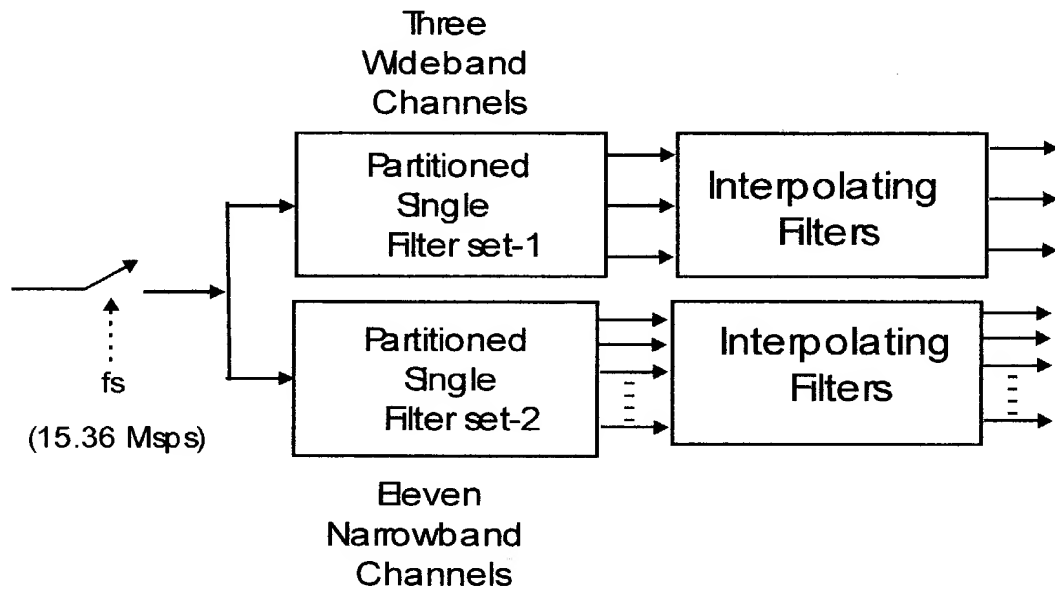 Three
Wideband
Channels
Partitioned
Single
Filter set-1
Interpolating
Filters
fs
(15.36 Msps)
Partitioned
Single
Filter set-2
Interpolating
Filters
Eleven
Narrowband
Channels